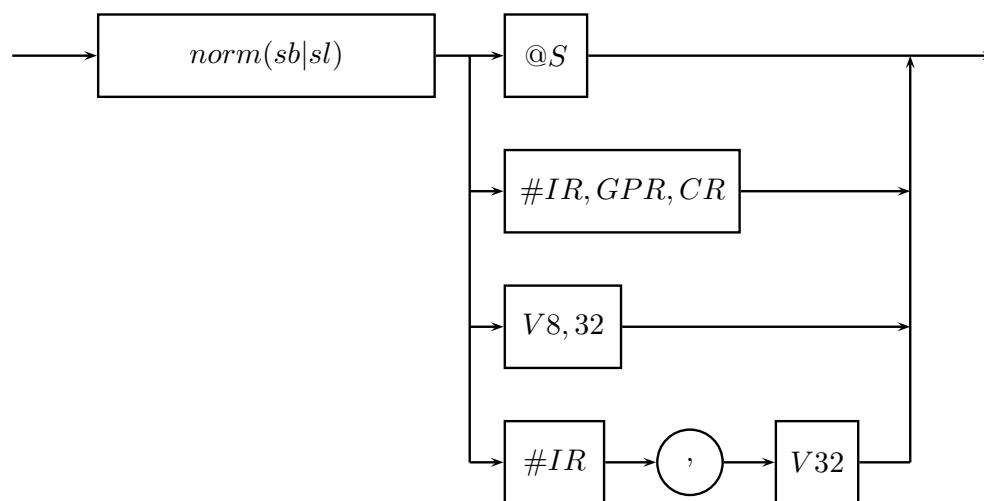 norm(sb|sl) @S
#IR, GPR, CR
V8, 32
#IR , V32